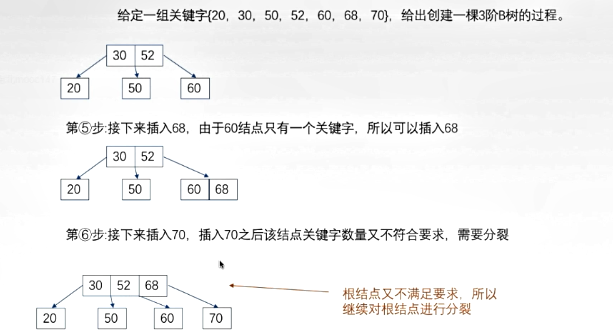 给定一组关键字{20，30，50，52，60，68，70}，给出创建一棵3阶B树的过程。
30 52
20 50 60
第⑤步:接下来插入68，由于60结点只有一个关键字，所以可以插入68
30 52
20 50 60 68
第⑥步:接下来插入70，插入70之后该结点关键字数量又不符合要求，需要分裂
30 52 68
根结点又不满足要求，所以
继续对根结点进行分裂
20 50 60 70